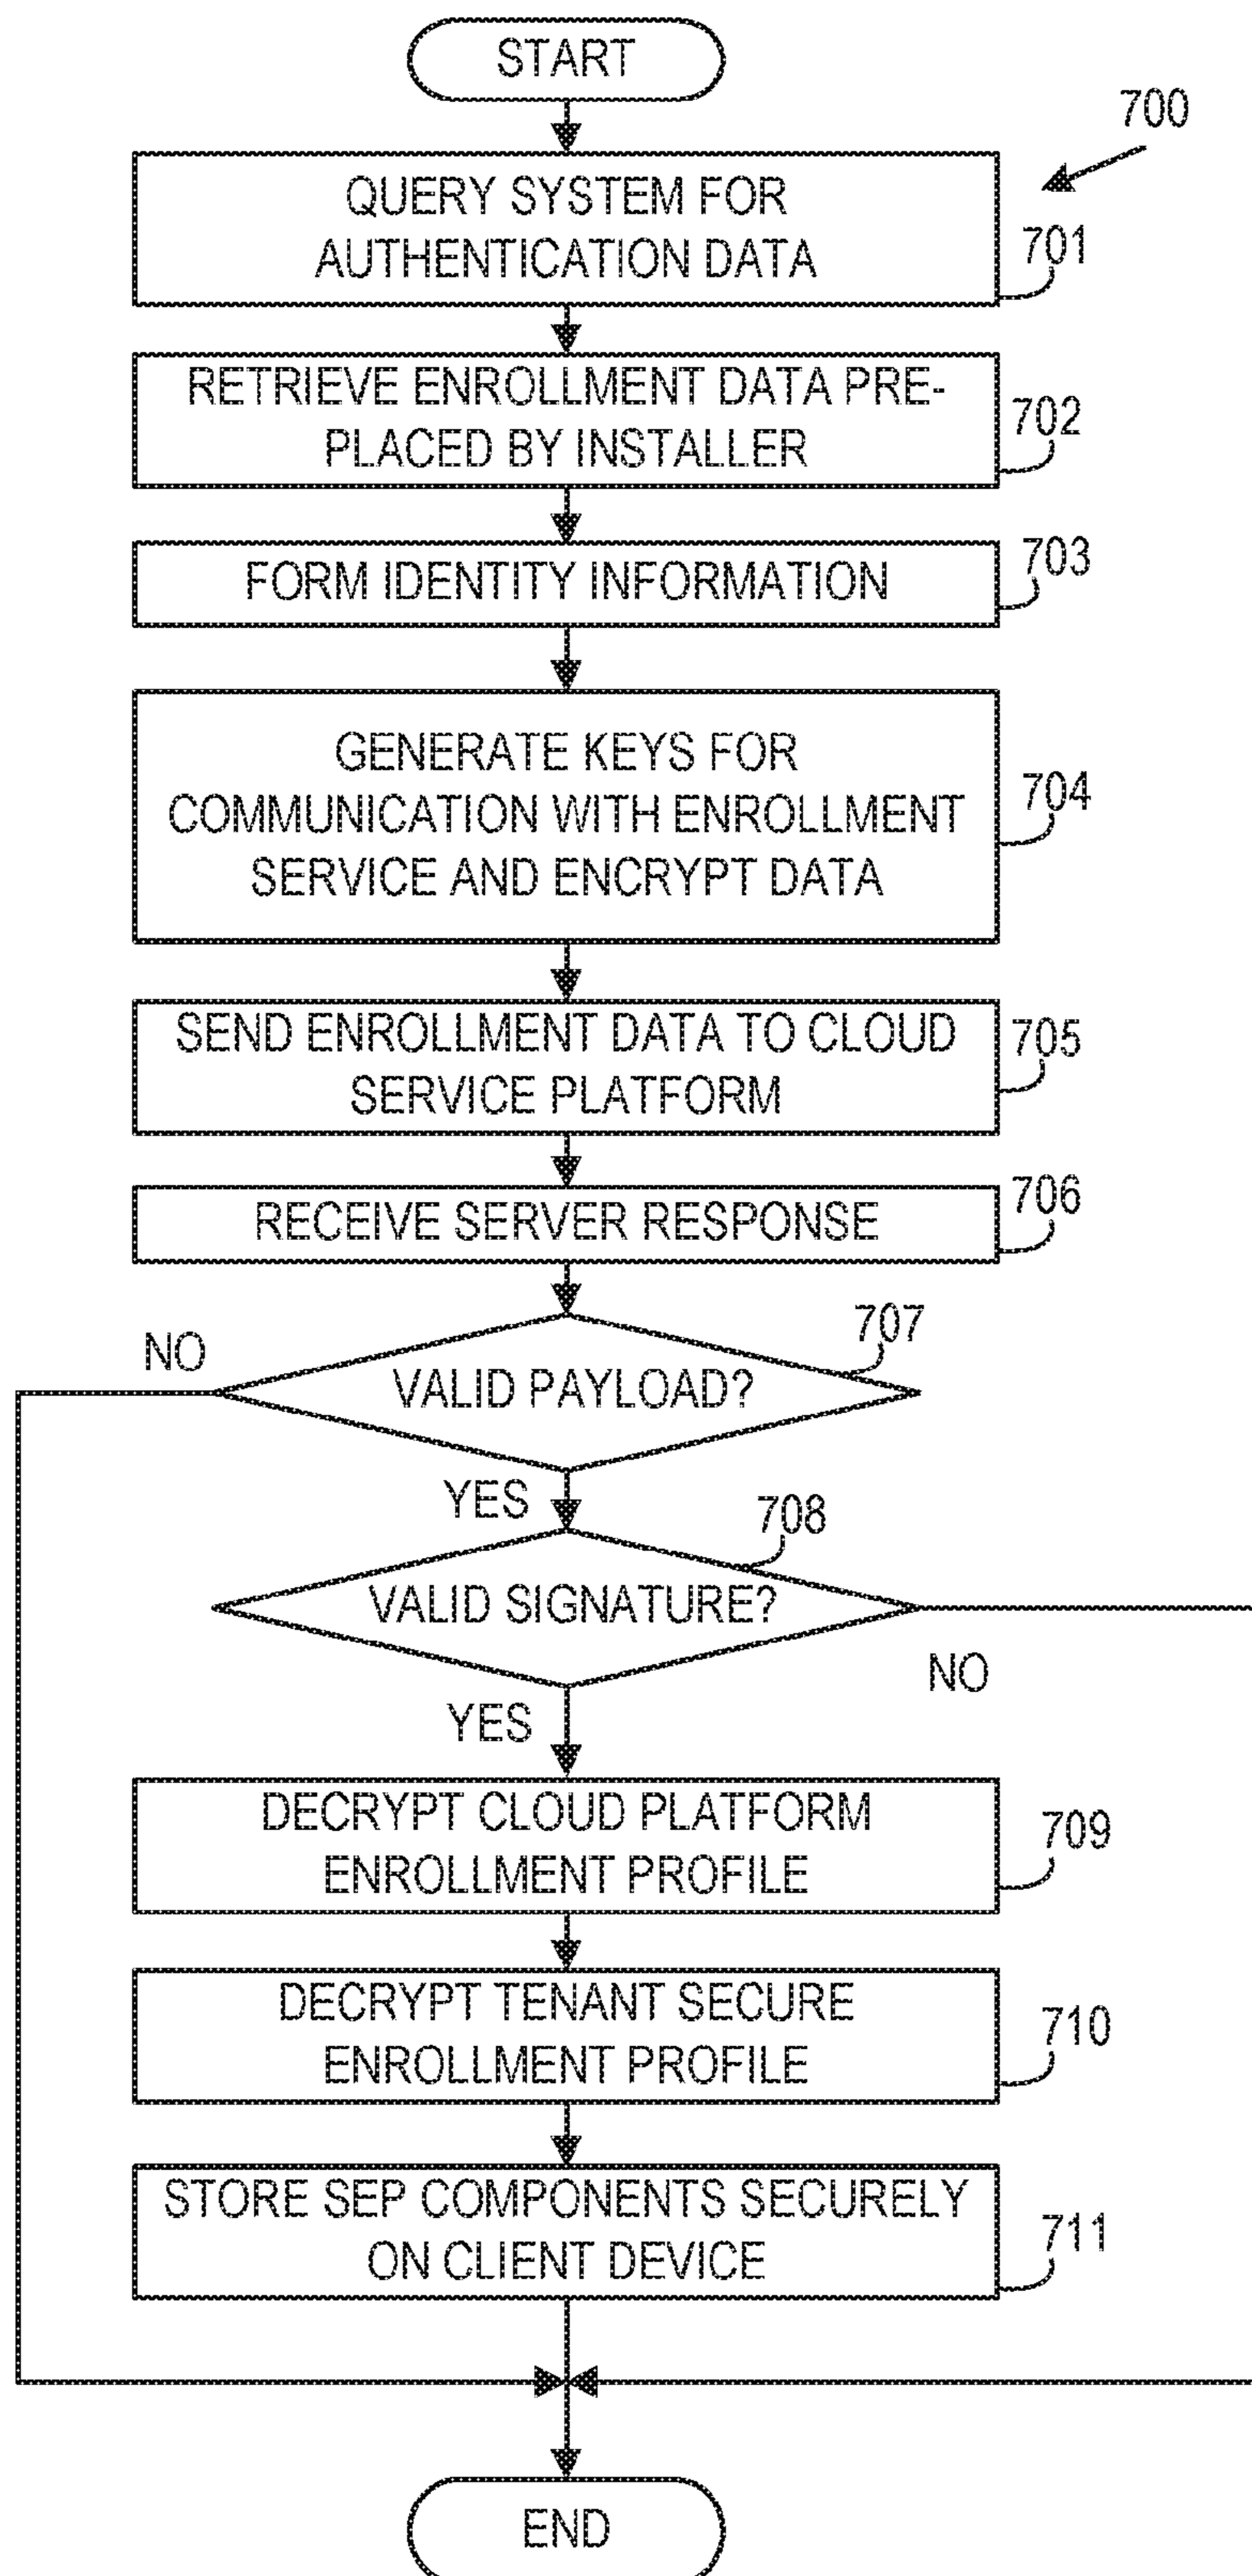 START
700
QUERY SYSTEM FOR
AUTHENTICATION DATA
701
RETRIEVE ENROLLMENT DATA PRE-
PLACED BY INSTALLER
702
FORM IDENTITY INFORMATION
703
GENERATE KEYS FOR
COMMUNICATION WITH ENROLLMENT
SERVICE AND ENCRYPT DATA
704
SEND ENROLLMENT DATA TO CLOUD
SERVICE PLATFORM
705
RECEIVE SERVER RESPONSE
706
NO
VALID PAYLOAD?
707
YES
VALID SIGNATURE?
708
NO
YES
DECRYPT CLOUD PLATFORM
ENROLLMENT PROFILE
709
DECRYPT TENANT SECURE
ENROLLMENT PROFILE
710
STORE SEP COMPONENTS SECURELY
ON CLIENT DEVICE
711
END